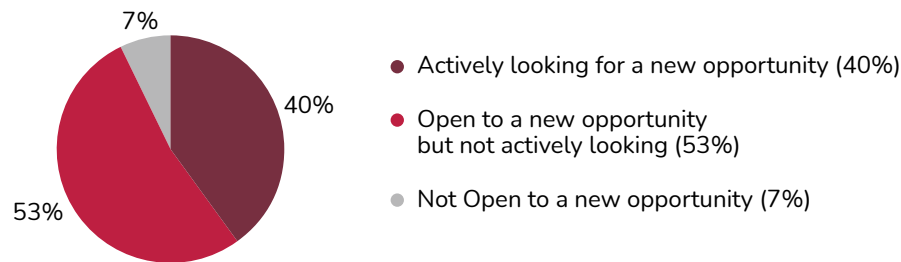 7%
40%
53%
Actively looking for a new opportunity (40%)
Open to a new opportunity
but not actively looking (53%)
Not Open to a new opportunity (7%)